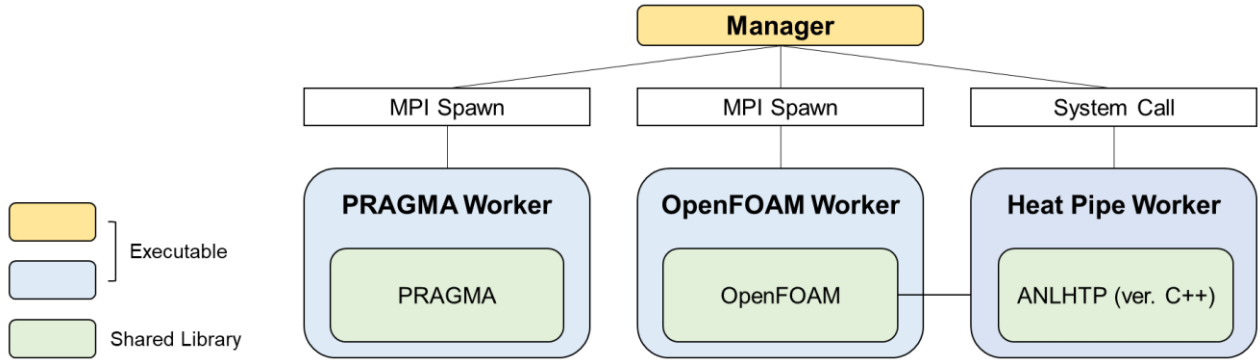 Manager
MPI Spawn
MPI Spawn
System Call
PRAGMA Worker
OpenFOAM Worker
Heat Pipe Worker
PRAGMA
OpenFOAM
ANLHTP (ver. C++)
Executable
Shared Library